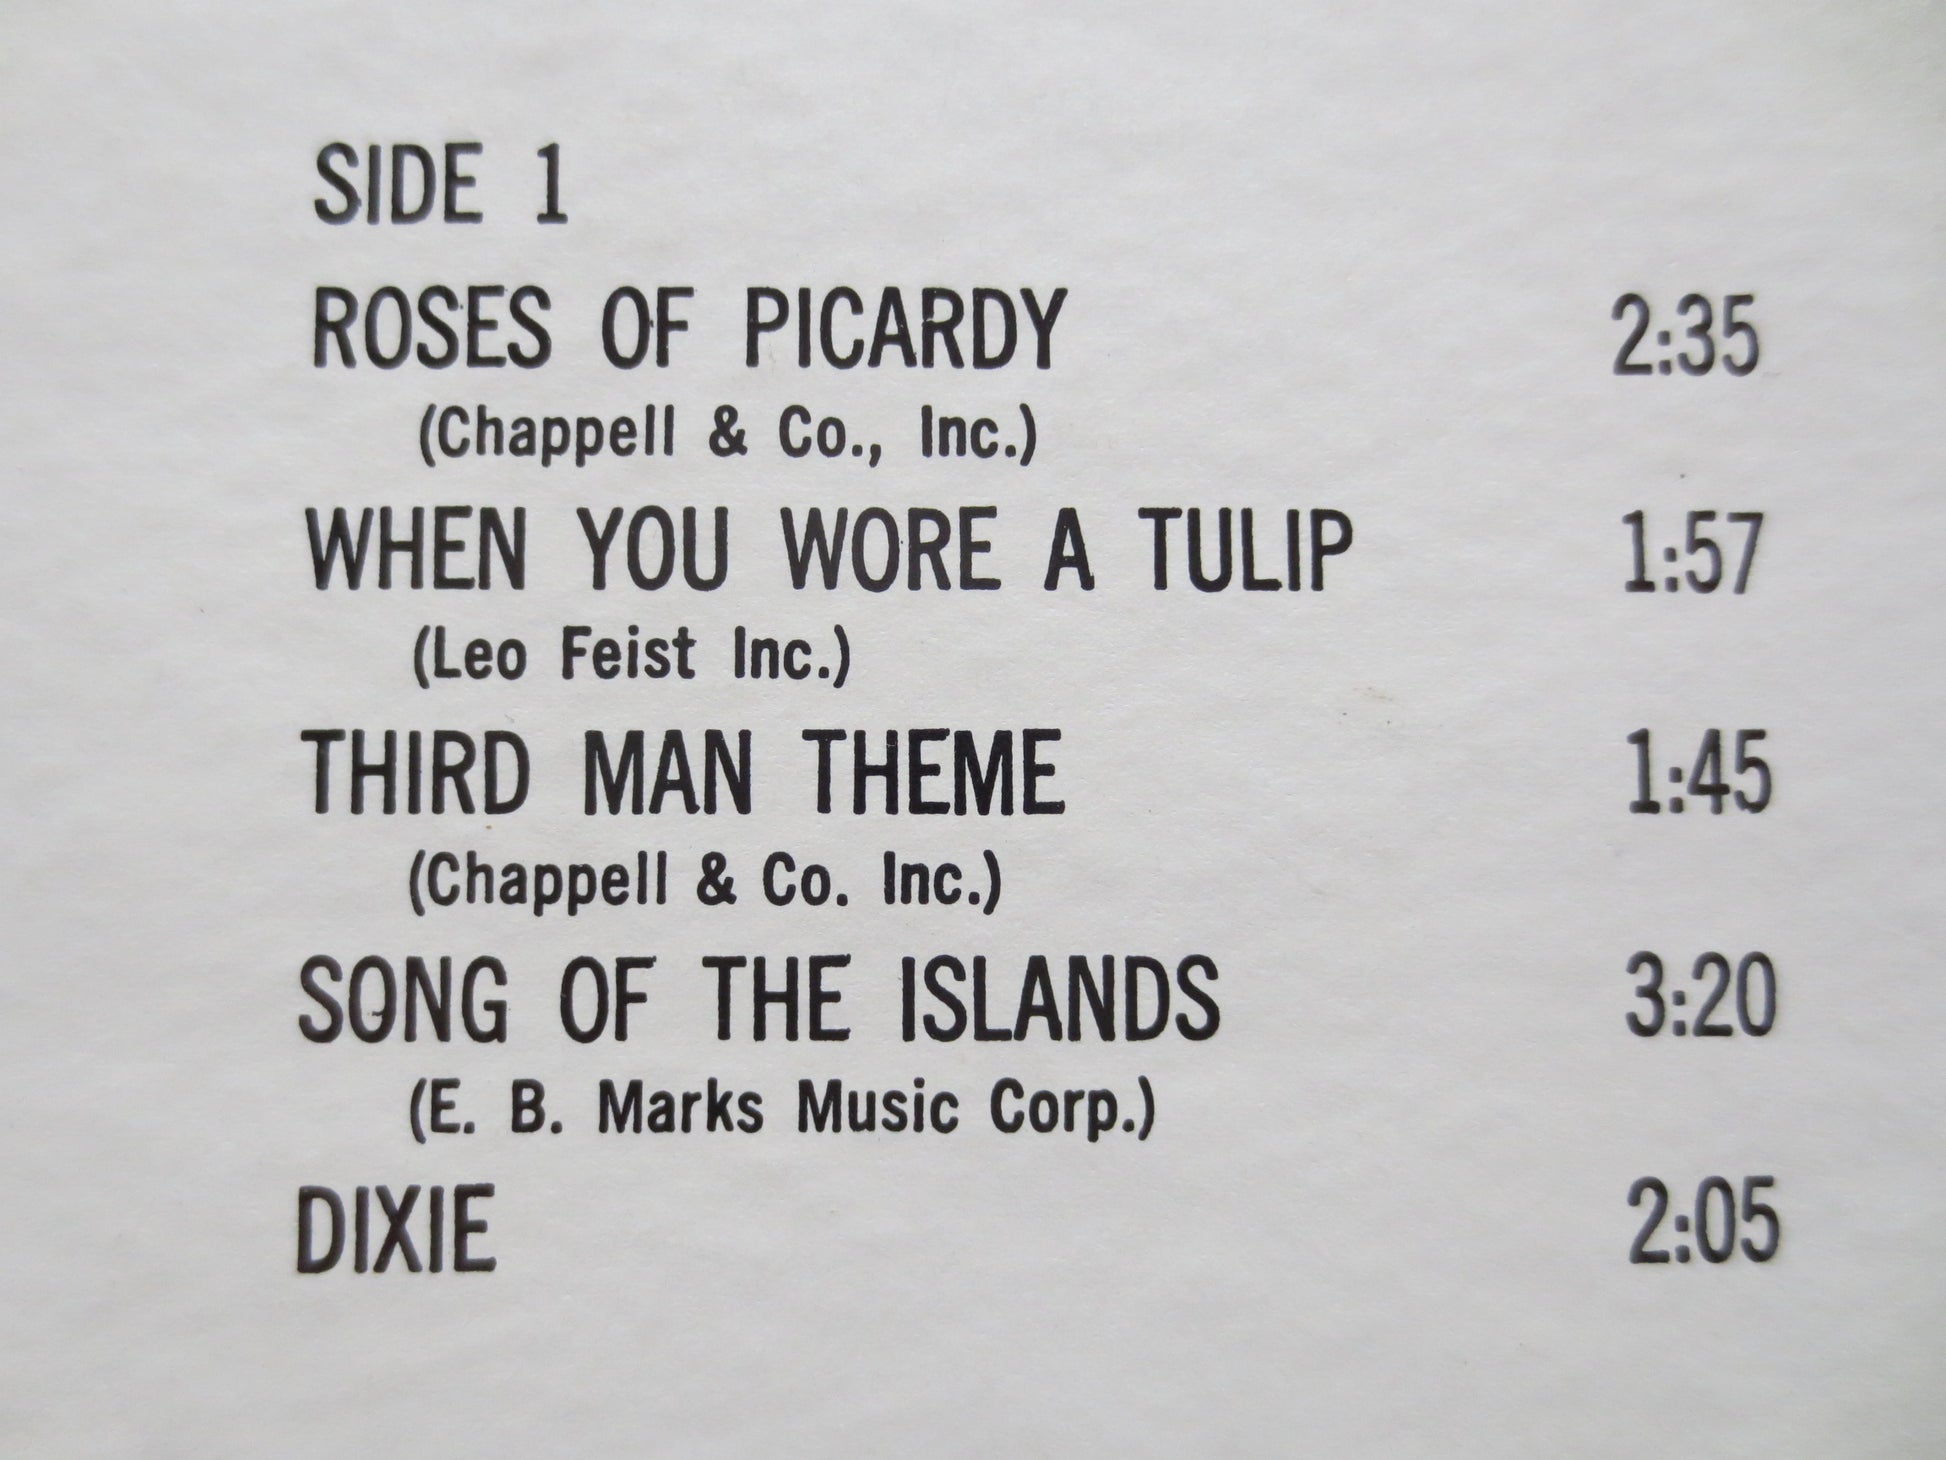 SIDE 1
ROSES OF PICARDY 2:35
(Chappell & Co., Inc.)
WHEN YOU WORE A TULIP 1:57
(Leo Feist Inc.)
THIRD MAN THEME 1:45
(Chappell & Co. Inc.)
SONG OF THE ISLANDS 3:20
(E. B. Marks Music Corp.)
DIXIE 2:05